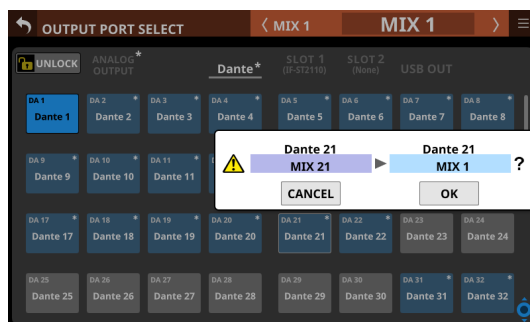 OUTPUT PORT SELECT
MIX 1
MIX 1
UNLOCK
ANALOG OUTPUT *
Dante*
SLOT 1 (IF-ST2110)
SLOT 2 (None)
USB OUT
DA 1 DA 2 * DA 3 * DA 4 * DA 5 * DA 6 * DA 7 * DA 8 *
Dante 1 Dante 2 Dante 3 Dante 4 Dante 5 Dante 6 Dante 7 Dante 8
DA 9 * DA 10 * DA 11 *
Dante 9 Dante 10 Dante 11
Dante 21 Dante 21
MIX 21 MIX 1 ?
CANCEL OK
DA 17 * DA 18 * DA 19 * DA 20 * DA 21 * DA 22 * DA 23 DA 24
Dante 17 Dante 18 Dante 19 Dante 20 Dante 21 Dante 22 Dante 23 Dante 24
DA 25 DA 26 DA 27 DA 28 DA 29 DA 30 DA 31 * DA 32 *
Dante 25 Dante 26 Dante 27 Dante 28 Dante 29 Dante 30 Dante 31 Dante 32